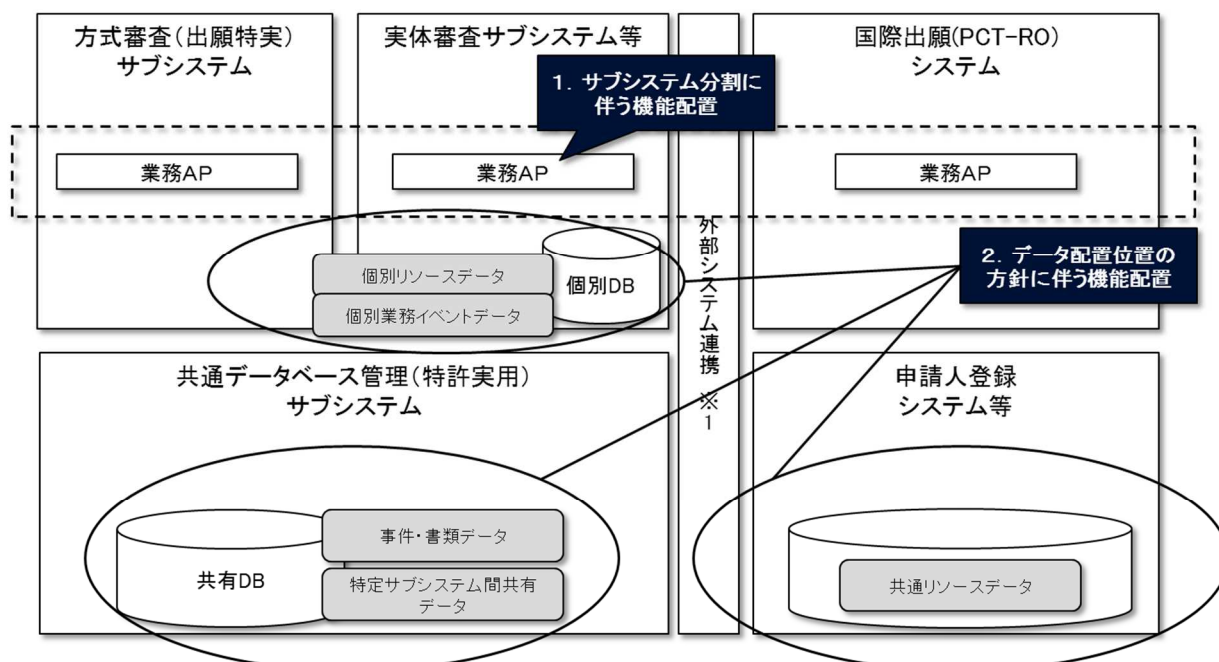 方式審査(出願特実)
サブシステム
実体審査サブシステム等
国際出願(PCT-RO)
システム
1．サブシステム分割に
伴う機能配置
業務AP
業務AP
業務AP
外部システム連携 ※1
2．データ配置位置の
方針に伴う機能配置
個別リソースデータ
個別DB
個別業務イベントデータ
共通データベース管理(特許実用)
サブシステム
申請人登録
システム等
事件・書類データ
共有DB
特定サブシステム間共有
データ
共通リソースデータ